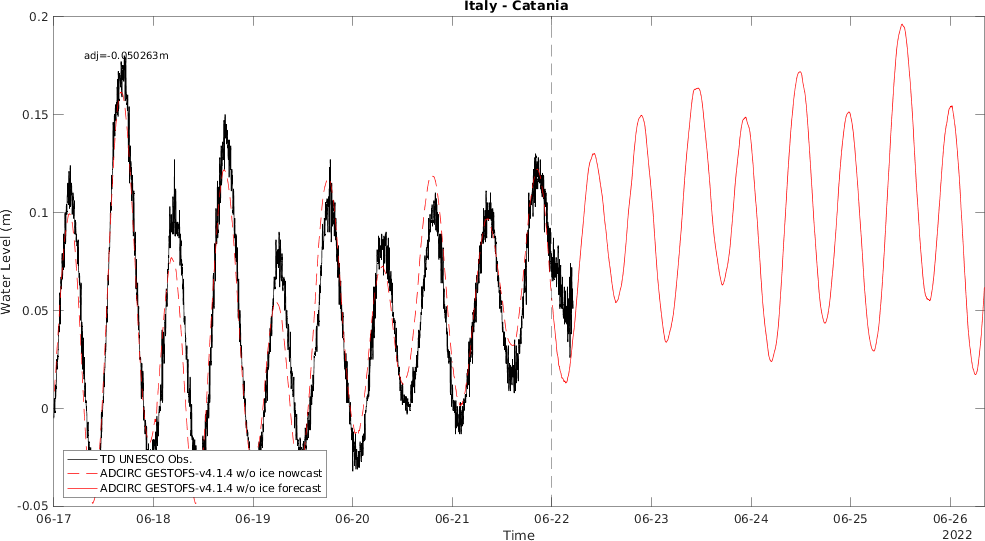 Italy - Catania
adj=-0.050263m
Water Level (m)
0.2
0.15
0.1
0.05
0
-0.05
TD UNESCO Obs.
ADCIRC GESTOFS-v4.1.4 w/o ice nowcast
ADCIRC GESTOFS-v4.1.4 w/o ice forecast
06-17 06-18 06-19 06-20 06-21 06-22 06-23 06-24 06-25 06-26
Time
2022